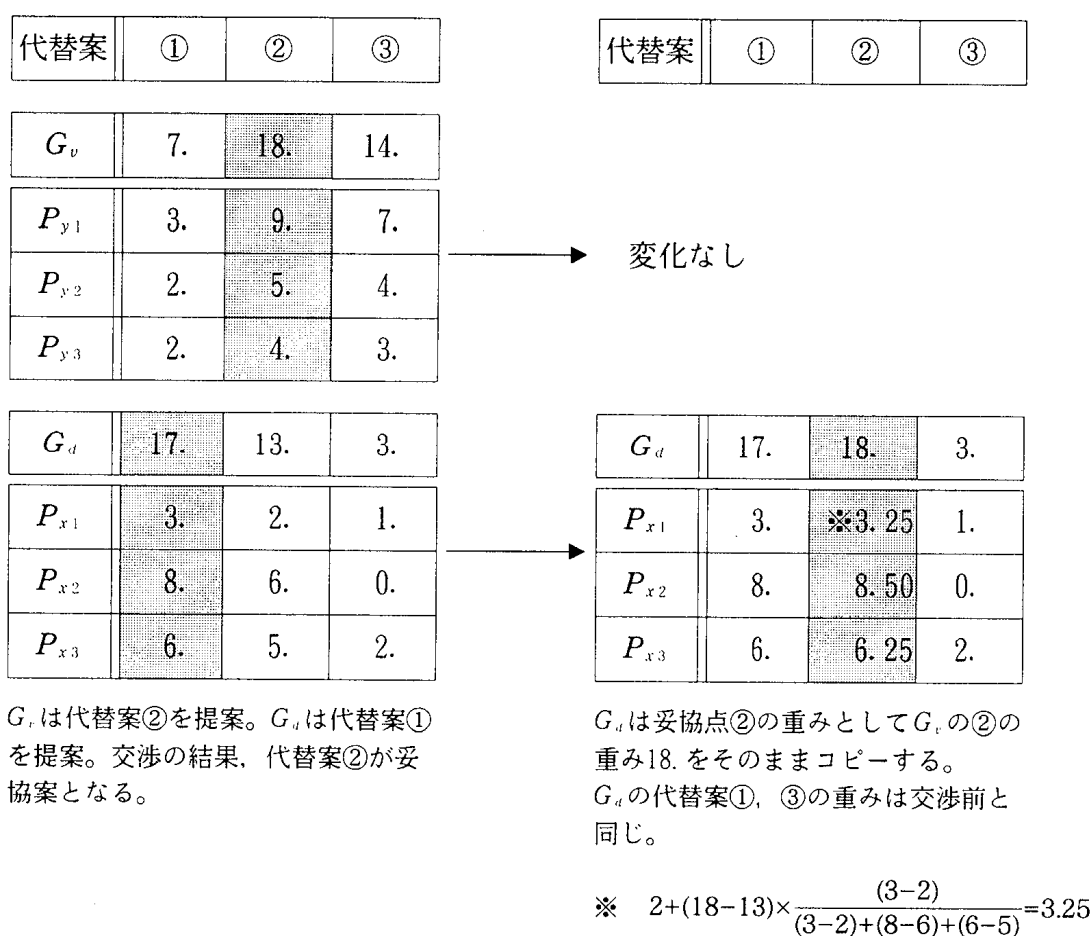 代替案 ① ② ③
G_v 7. 18. 14.
P_y1 3. 9. 7.
P_y2 2. 5. 4.
P_y3 2. 4. 3.
G_d 17. 13. 3.
P_x1 3. 2. 1.
P_x2 8. 6. 0.
P_x3 6. 5. 2.
G_vは代替案②を提案。G_dは代替案①
を提案。交渉の結果，代替案②が妥
協案となる。
代替案 ① ② ③
変化なし
G_d 17. 18. 3.
P_x1 3. ※3.25 1.
P_x2 8. 8.50 0.
P_x3 6. 6.25 2.
G_dは妥協点②の重みとしてG_vの②の
重み18.をそのままコピーする。
G_dの代替案①，③の重みは交渉前と
同じ。
※ 2+(18-13)×(3-2)/((3-2)+(8-6)+(6-5))=3.25